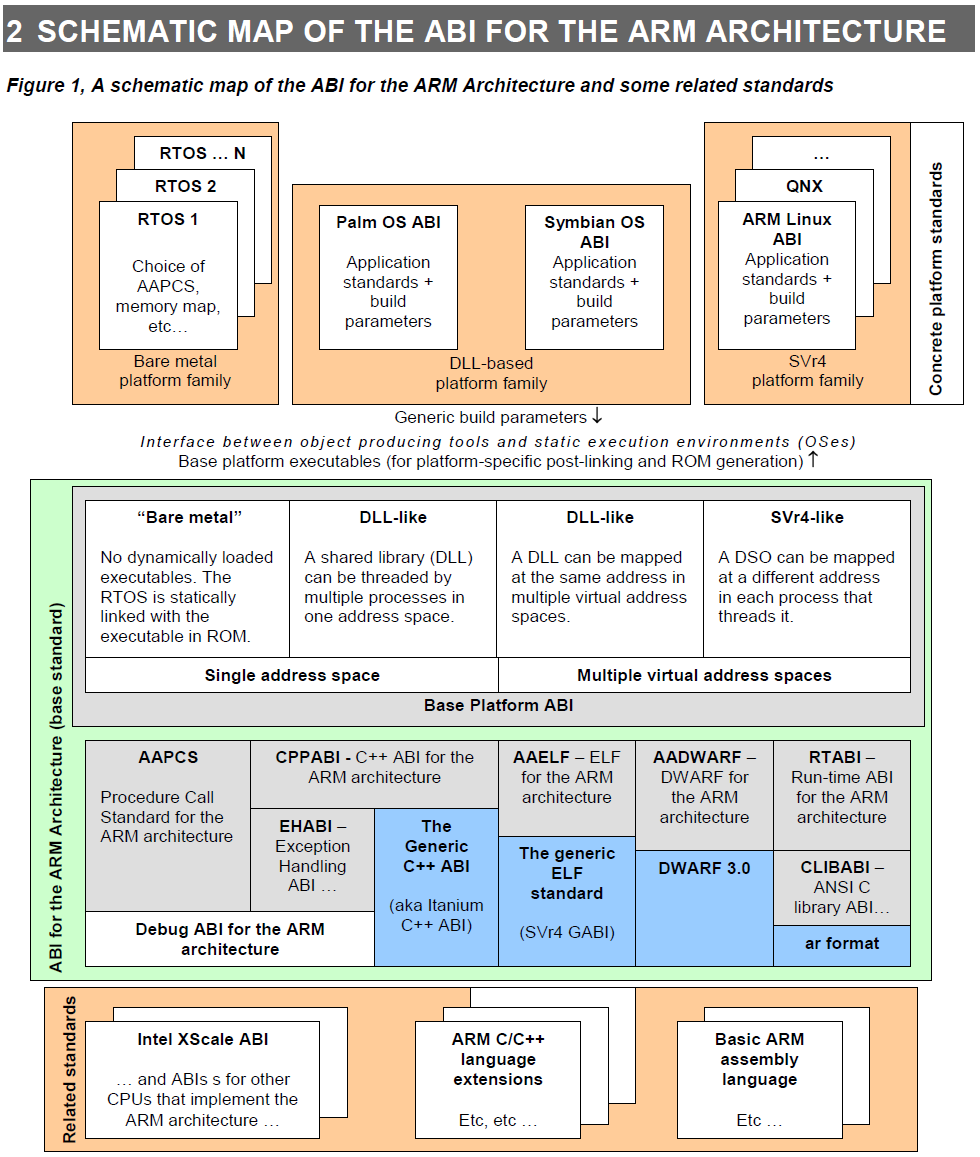 2 SCHEMATIC MAP OF THE ABI FOR THE ARM ARCHITECTURE
Figure 1, A schematic map of the ABI for the ARM Architecture and some related standards
RTOS … N
RTOS 2
RTOS 1
Choice of
AAPCS,
memory map,
etc…
Bare metal
platform family
Palm OS ABI
Application
standards +
build
parameters
Symbian OS
ABI
Application
standards +
build
parameters
DLL-based
platform family
…
QNX
ARM Linux
ABI
Application
standards +
build
parameters
SVr4
platform family
Concrete platform standards
Generic build parameters ↓
Interface between object producing tools and static execution environments (OSes)
Base platform executables (for platform-specific post-linking and ROM generation) ↑
ABI for the ARM Architecture (base standard)
“Bare metal”
No dynamically loaded
executables. The
RTOS is statically
linked with the
executable in ROM.
DLL-like
A shared library (DLL)
can be threaded by
multiple processes in
one address space.
DLL-like
A DLL can be mapped
at the same address in
multiple virtual address
spaces.
SVr4-like
A DSO can be mapped
at a different address
in each process that
threads it.
Single address space
Multiple virtual address spaces
Base Platform ABI
AAPCS
Procedure Call
Standard for the
ARM architecture
CPPABI - C++ ABI for the
ARM architecture
EHABI –
Exception
Handling
ABI …
The
Generic
C++ ABI
(aka Itanium
C++ ABI)
Debug ABI for the ARM
architecture
AAELF – ELF
for the ARM
architecture
The generic
ELF
standard
(SVr4 GABI)
AADWARF –
DWARF for
the ARM
architecture
DWARF 3.0
RTABI –
Run-time ABI
for the ARM
architecture
CLIBABI –
ANSI C
library ABI…
ar format
Related standards
Intel XScale ABI
… and ABIs s for other
CPUs that implement the
ARM architecture …
ARM C/C++
language
extensions
Etc, etc …
Basic ARM
assembly
language
Etc …